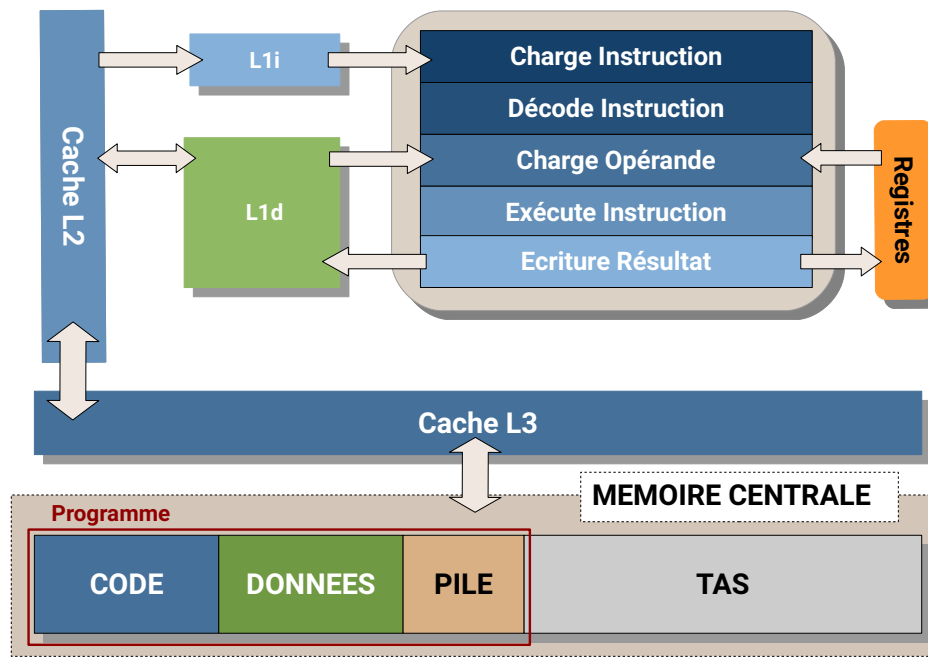 L1i
Charge Instruction
Décode Instruction
Cache L2
L1d
Charge Opérande
Exécute Instruction
Ecriture Résultat
Registres
Cache L3
MEMOIRE CENTRALE
Programme
CODE
DONNEES
PILE
TAS